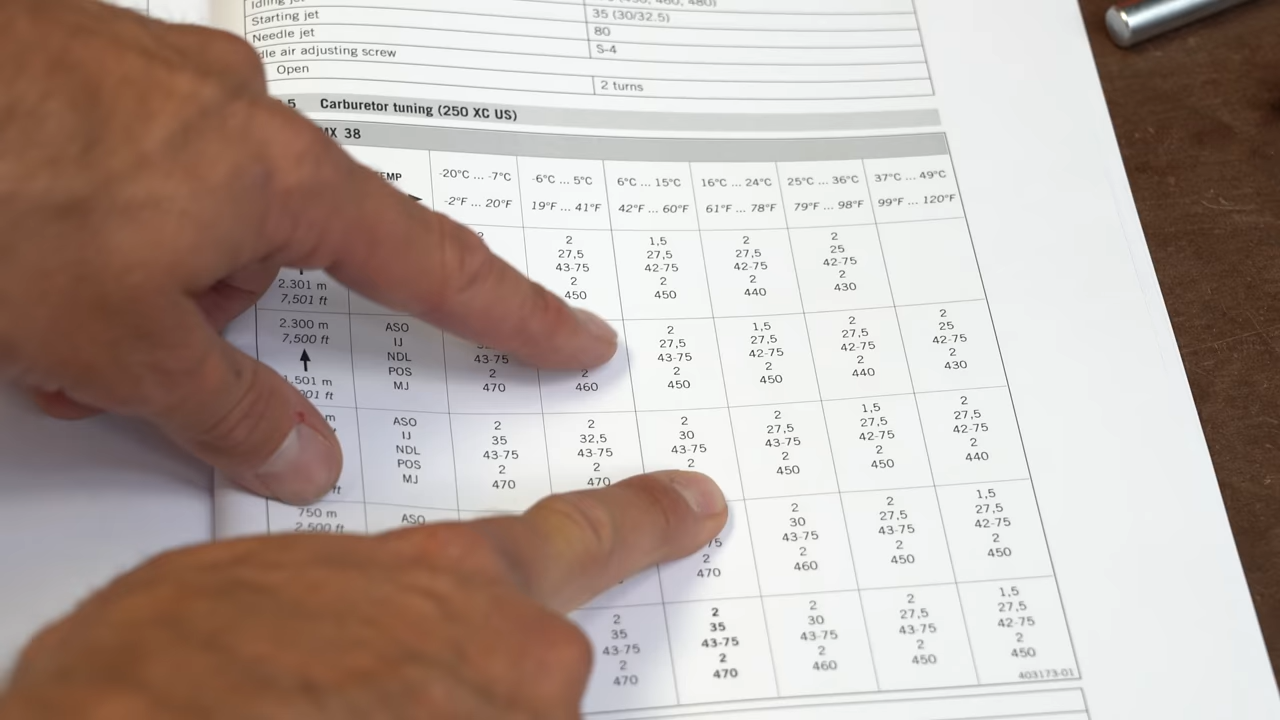 Idling jet
Starting jet 35 (30/32.5)
Needle jet 80
dle air adjusting screw S-4
Open
2 turns
5 Carburetor tuning (250 XC US)
MX 38
EMP -20°C ... -7°C -6°C ... 5°C 6°C ... 15°C 16°C ... 24°C 25°C ... 36°C 37°C ... 49°C
-2°F ... 20°F 19°F ... 41°F 42°F ... 60°F 61°F ... 78°F 79°F ... 98°F 99°F ... 120°F
2 2 1,5 2 2
27,5 27,5 27,5 25
43-75 42-75 42-75 42-75
2.301 m 2 2 2 2
7,501 ft 450 450 440 430
2.300 m ASO 2 1,5 2 2
7,500 ft IJ 27,5 27,5 27,5 25
NDL 43-75 43-75 42-75 42-75 42-75
1.501 m POS 2 2 2 2 2 2
001 ft MJ 470 460 450 450 440 430
m ASO 2 2 2 2 1,5 2
IJ 35 32,5 30 27,5 27,5 27,5
NDL 43-75 43-75 43-75 43-75 42-75 42-75
POS 2 2 2 2 2 2
ft MJ 470 470 450 450 440
750 m ASO 2 2 1,5
2,500 ft 30 27,5 27,5
75 43-75 43-75 42-75
2 2 2 2
470 460 450 450
2 2 2 2 1,5
35 35 30 27,5 27,5
43-75 43-75 43-75 43-75 42-75
2 2 2 2 2
470 470 460 450 450
403173-01